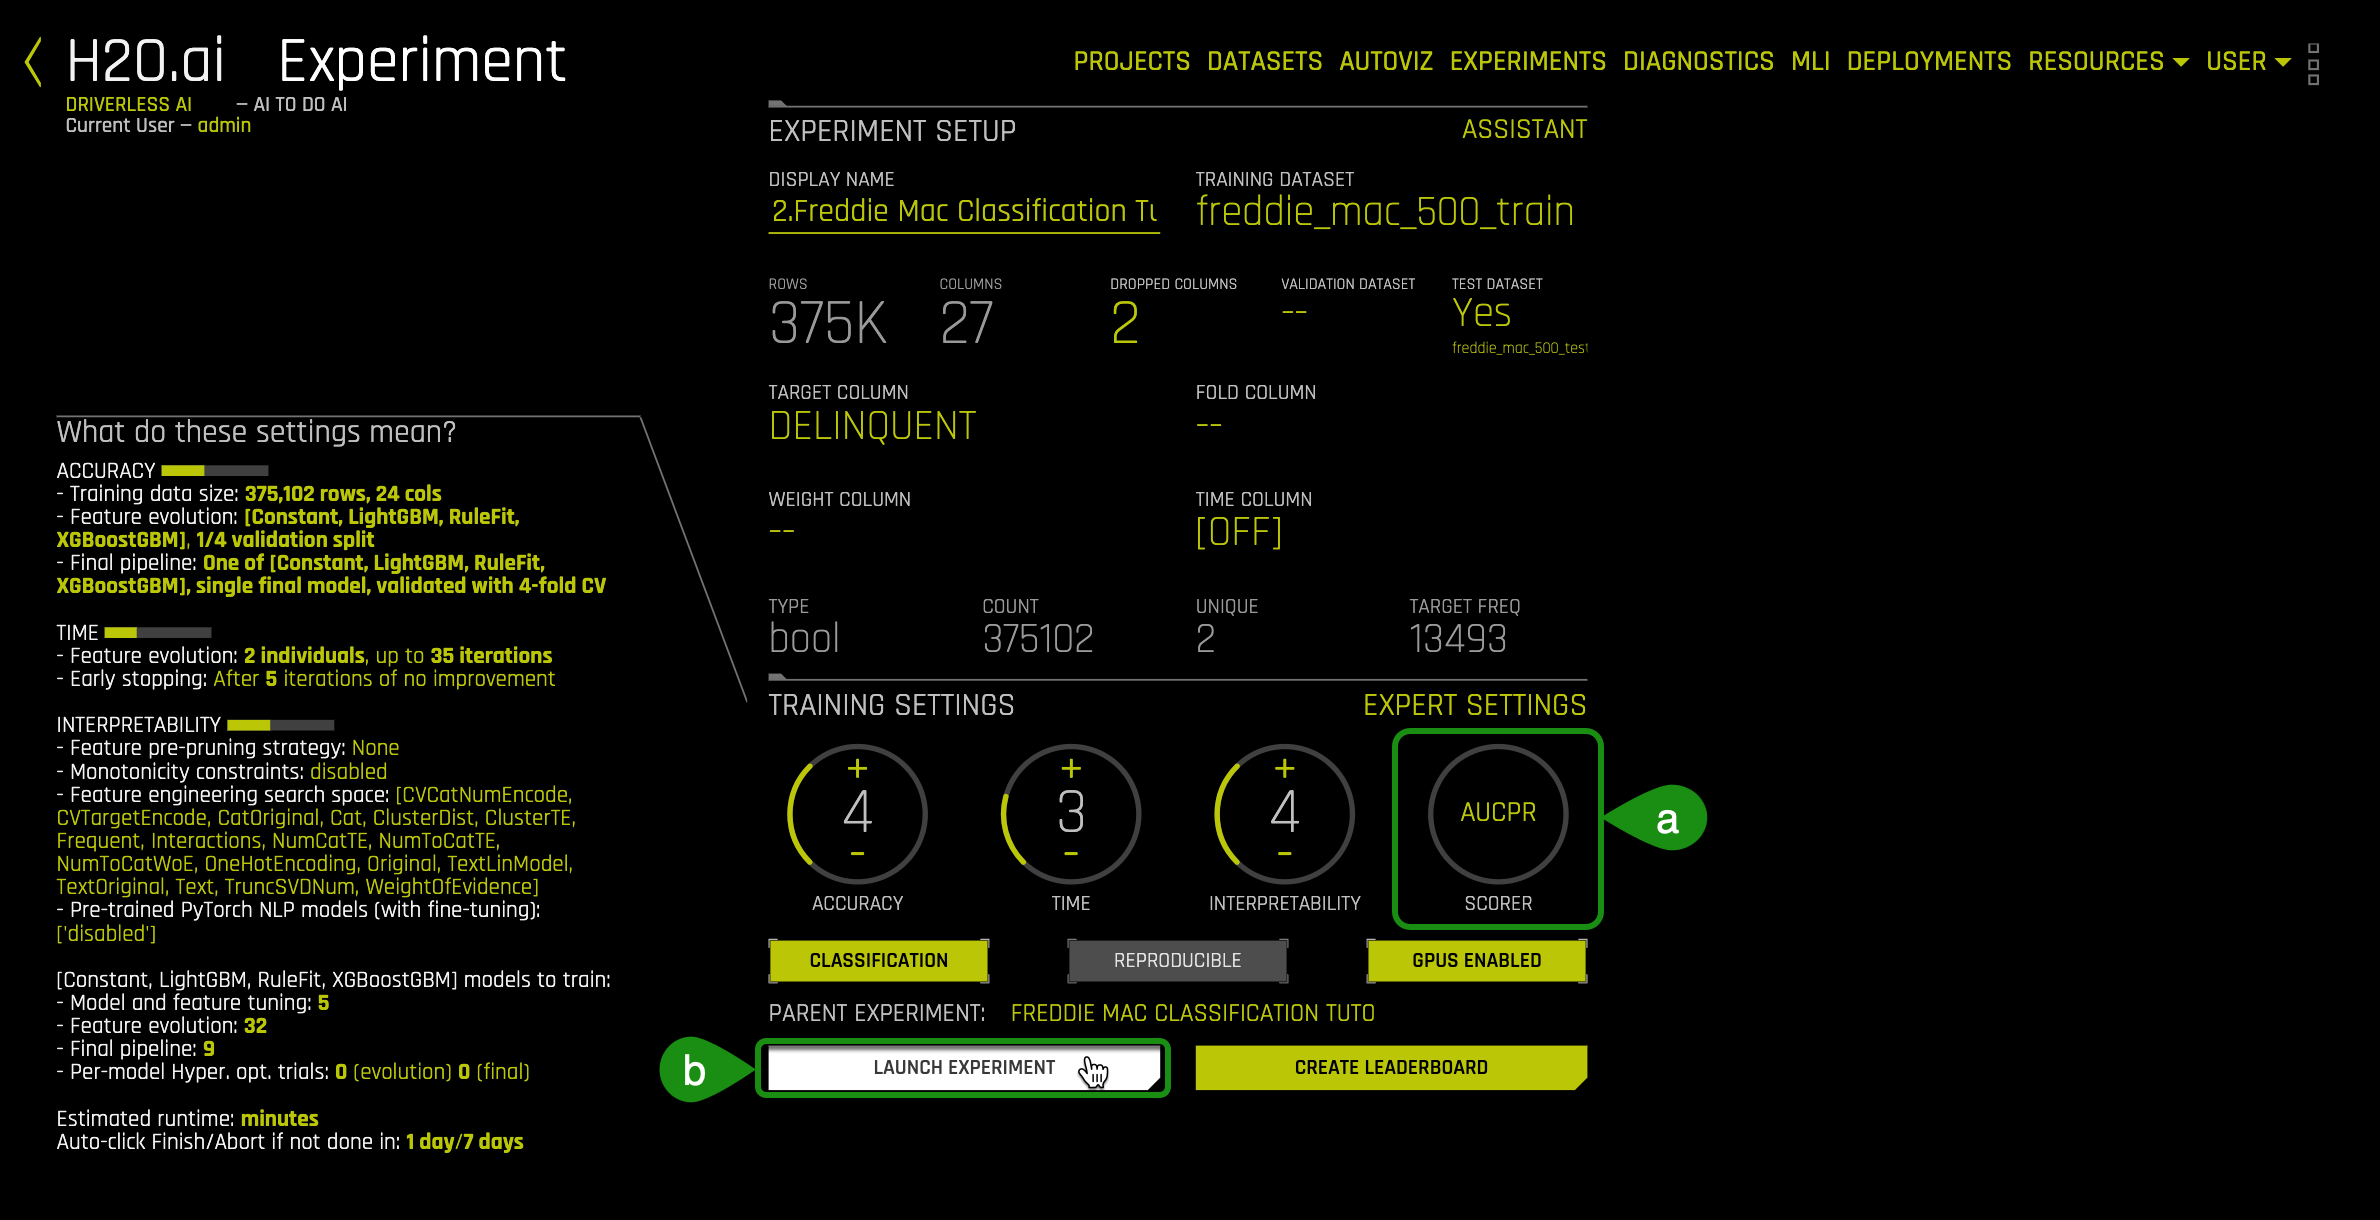 H2O.ai Experiment
DRIVERLESS AI – AI TO DO AI
Current User – admin
PROJECTS DATASETS AUTOVIZ EXPERIMENTS DIAGNOSTICS MLI DEPLOYMENTS RESOURCES USER
EXPERIMENT SETUP ASSISTANT
DISPLAY NAME TRAINING DATASET
2.Freddie Mac Classification Tu freddie_mac_500_train
ROWS COLUMNS DROPPED COLUMNS VALIDATION DATASET TEST DATASET
375K 27 2 -- Yes
freddie_mac_500_test
TARGET COLUMN FOLD COLUMN
DELINQUENT --
WEIGHT COLUMN TIME COLUMN
-- [OFF]
TYPE COUNT UNIQUE TARGET FREQ
bool 375102 2 13493
What do these settings mean?
ACCURACY
- Training data size: 375,102 rows, 24 cols
- Feature evolution: [Constant, LightGBM, RuleFit,
XGBoostGBM], 1/4 validation split
- Final pipeline: One of [Constant, LightGBM, RuleFit,
XGBoostGBM], single final model, validated with 4-fold CV
TIME
- Feature evolution: 2 individuals, up to 35 iterations
- Early stopping: After 5 iterations of no improvement
INTERPRETABILITY
- Feature pre-pruning strategy: None
- Monotonicity constraints: disabled
- Feature engineering search space: [CVCatNumEncode,
CVTargetEncode, CatOriginal, Cat, ClusterDist, ClusterTE,
Frequent, Interactions, NumCatTE, NumToCatTE,
NumToCatWoE, OneHotEncoding, Original, TextLinModel,
TextOriginal, Text, TruncSVDNum, WeightOfEvidence]
- Pre-trained PyTorch NLP models (with fine-tuning):
['disabled']
[Constant, LightGBM, RuleFit, XGBoostGBM] models to train:
- Model and feature tuning: 5
- Feature evolution: 32
- Final pipeline: 9
- Per-model Hyper. opt. trials: 0 (evolution) 0 (final)
Estimated runtime: minutes
Auto-click Finish/Abort if not done in: 1 day/7 days
TRAINING SETTINGS EXPERT SETTINGS
+ + +
4 3 4 AUCPR a
- - -
ACCURACY TIME INTERPRETABILITY SCORER
CLASSIFICATION REPRODUCIBLE GPUS ENABLED
PARENT EXPERIMENT: FREDDIE MAC CLASSIFICATION TUTO
b LAUNCH EXPERIMENT CREATE LEADERBOARD